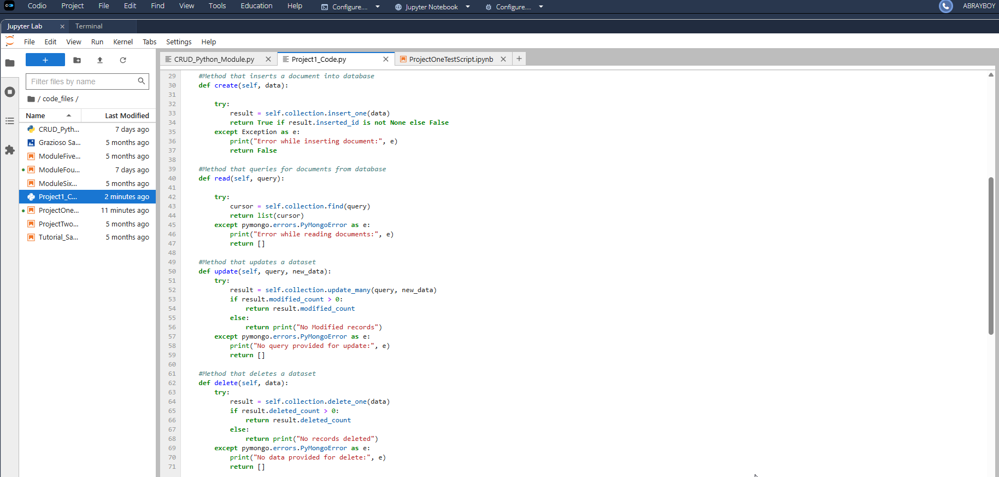 Codio Project File Edit Find View Tools Education Help Configure.... Jupyter Notebook Configure.... ABRAYBOY
Jupyter Lab Terminal
File Edit View Run Kernel Tabs Settings Help
CRUD_Python_Module.py Project1_Code.py ProjectOneTestScript.ipynb
Filter files by name
/ code_files /
Name Last Modified
CRUD_Pyth... 7 days ago
Grazioso Sa... 5 months ago
ModuleFive... 5 months ago
ModuleFou... 7 days ago
ModuleSix... 5 months ago
Project1_C... 2 minutes ago
ProjectOne... 11 minutes ago
ProjectTwo... 5 months ago
Tutorial_Sa... 5 months ago
29     #Method that inserts a document into database
30     def create(self, data):
31
32         try:
33             result = self.collection.insert_one(data)
34             return True if result.inserted_id is not None else False
35         except Exception as e:
36             print("Error while inserting document:", e)
37             return False
38
39     #Method that queries for documents from database
40     def read(self, query):
41
42         try:
43             cursor = self.collection.find(query)
44             return list(cursor)
45         except pymongo.errors.PyMongoError as e:
46             print("Error while reading documents:", e)
47             return []
48
49     #Method that updates a dataset
50     def update(self, query, new_data):
51         try:
52             result = self.collection.update_many(query, new_data)
53             if result.modified_count > 0:
54                 return result.modified_count
55             else:
56                 return print("No Modified records")
57         except pymongo.errors.PyMongoError as e:
58             print("No query provided for update:", e)
59             return []
60
61     #Method that deletes a dataset
62     def delete(self, data):
63         try:
64             result = self.collection.delete_one(data)
65             if result.deleted_count > 0:
66                 return result.deleted_count
67             else:
68                 return print("No records deleted")
69         except pymongo.errors.PyMongoError as e:
70             print("No data provided for delete:", e)
71             return []